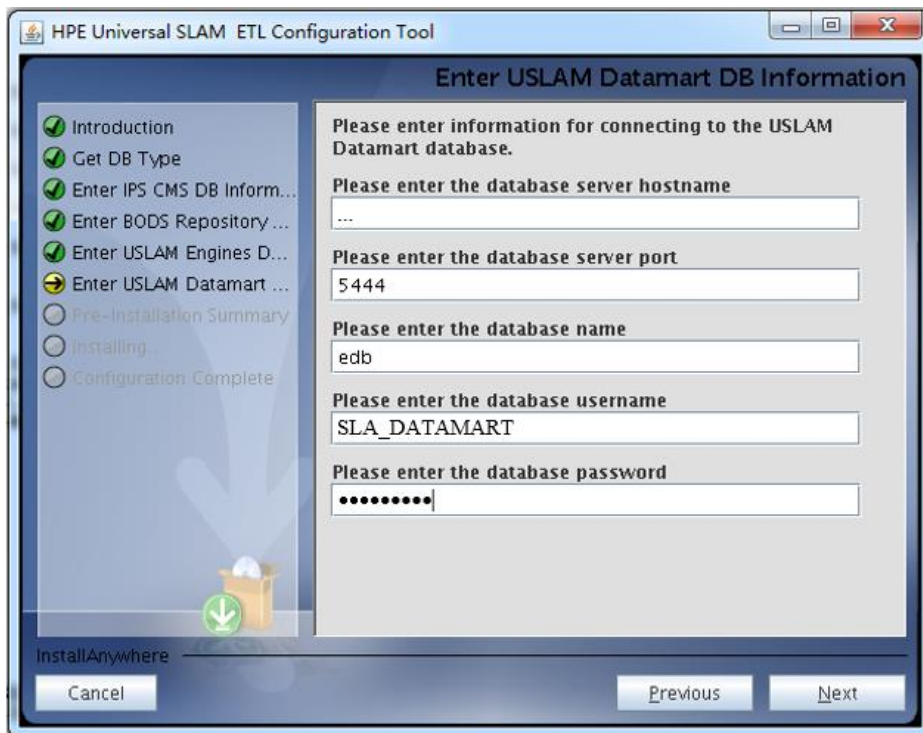 HPE Universal SLAM  ETL Configuration Tool
Enter USLAM Datamart DB Information
Introduction
Get DB Type
Enter IPS CMS DB Inform...
Enter BODS Repository ...
Enter USLAM Engines D...
Enter USLAM Datamart ...
Pre-Installation Summary
Installing...
Configuration Complete
Please enter information for connecting to the USLAM
Datamart database.
Please enter the database server hostname
...
Please enter the database server port
5444
Please enter the database name
edb
Please enter the database username
SLA_DATAMART
Please enter the database password
•••••••••
InstallAnywhere
Cancel
Previous
Next